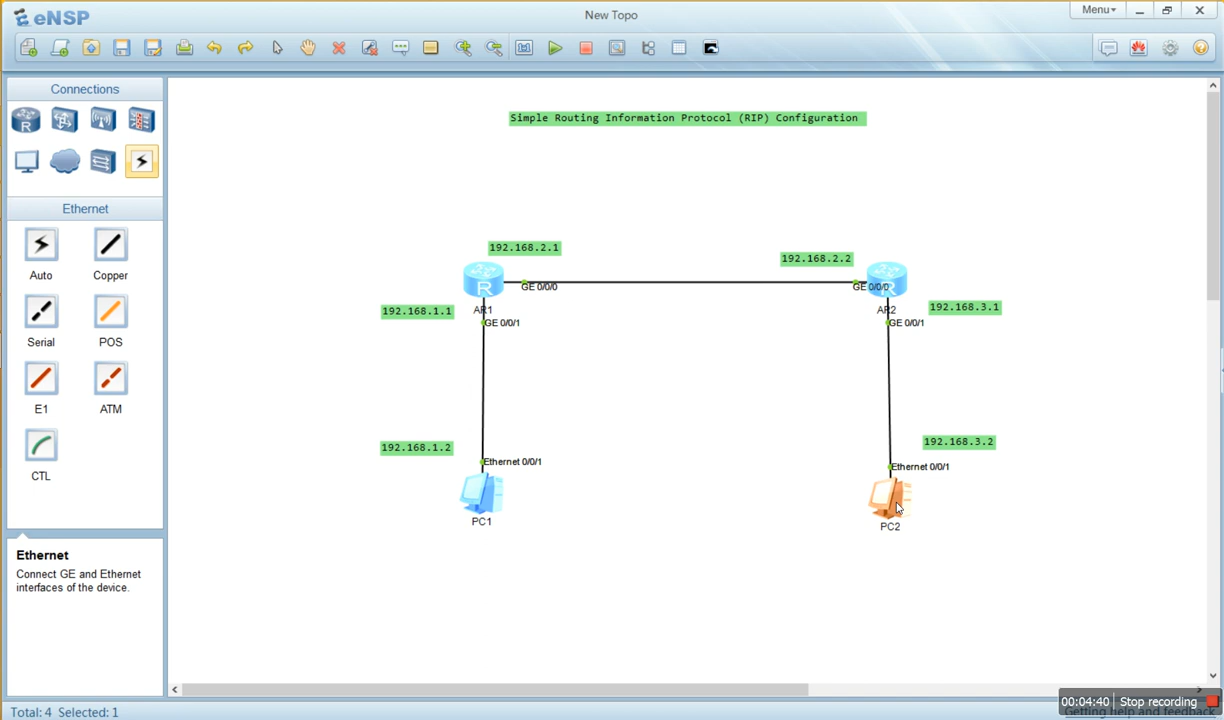 eNSP
New Topo
Menu
Connections
Simple Routing Information Protocol (RIP) Configuration
Ethernet
Auto
Copper
Serial
POS
E1
ATM
CTL
192.168.2.1
192.168.2.2
R
GE 0/0/0
GE 0/0/0
R
192.168.1.1
AR1
AR2
192.168.3.1
GE 0/0/1
GE 0/0/1
192.168.1.2
192.168.3.2
Ethernet 0/0/1
Ethernet 0/0/1
PC1
PC2
Ethernet
Connect GE and Ethernet
interfaces of the device.
00:04:40
Stop recording
Total: 4 Selected: 1
Getting help and feedback